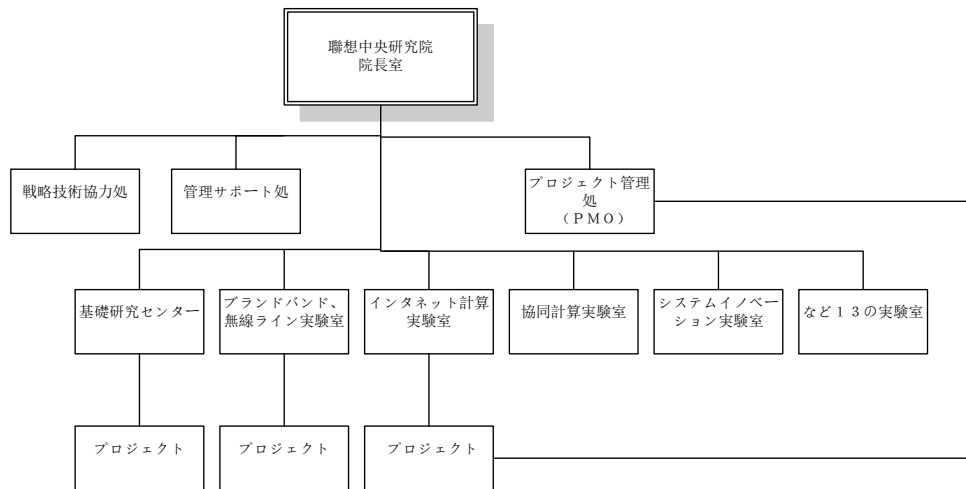 聯想中央研究院
院長室
戦略技術協力処
管理サポート処
プロジェクト管理
処
（ＰＭＯ）
基礎研究センター
ブランドバンド、
無線ライン実験室
インタネット計算
実験室
協同計算実験室
システムイノベー
ション実験室
など１３の実験室
プロジェクト
プロジェクト
プロジェクト